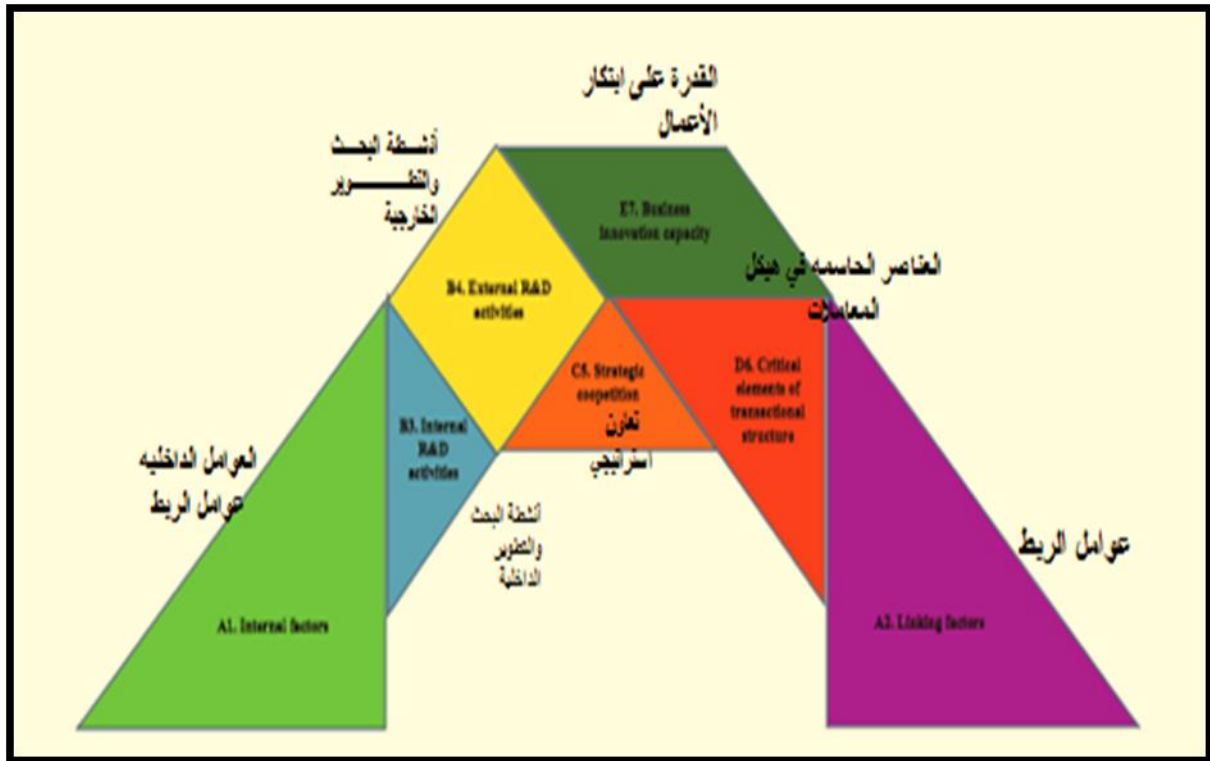 القدرة على ابتكار
الأعمال
أنشطة البحث
والتطوير
الخارجية
E7. Business
innovation capacity
العناصر الحاسمه في هيكل
المعاملات
B4. External R&D
activities
C5. Strategic
coopetition
تعاون
استراتيجي
D6. Critical
elements of
transactional
structure
B3. Internal
R&D
activities
العوامل الداخليه
عوامل الربط
أنشطة البحث
والتطوير
الداخلية
عوامل الربط
A1. Internal factors
A2. Linking factors